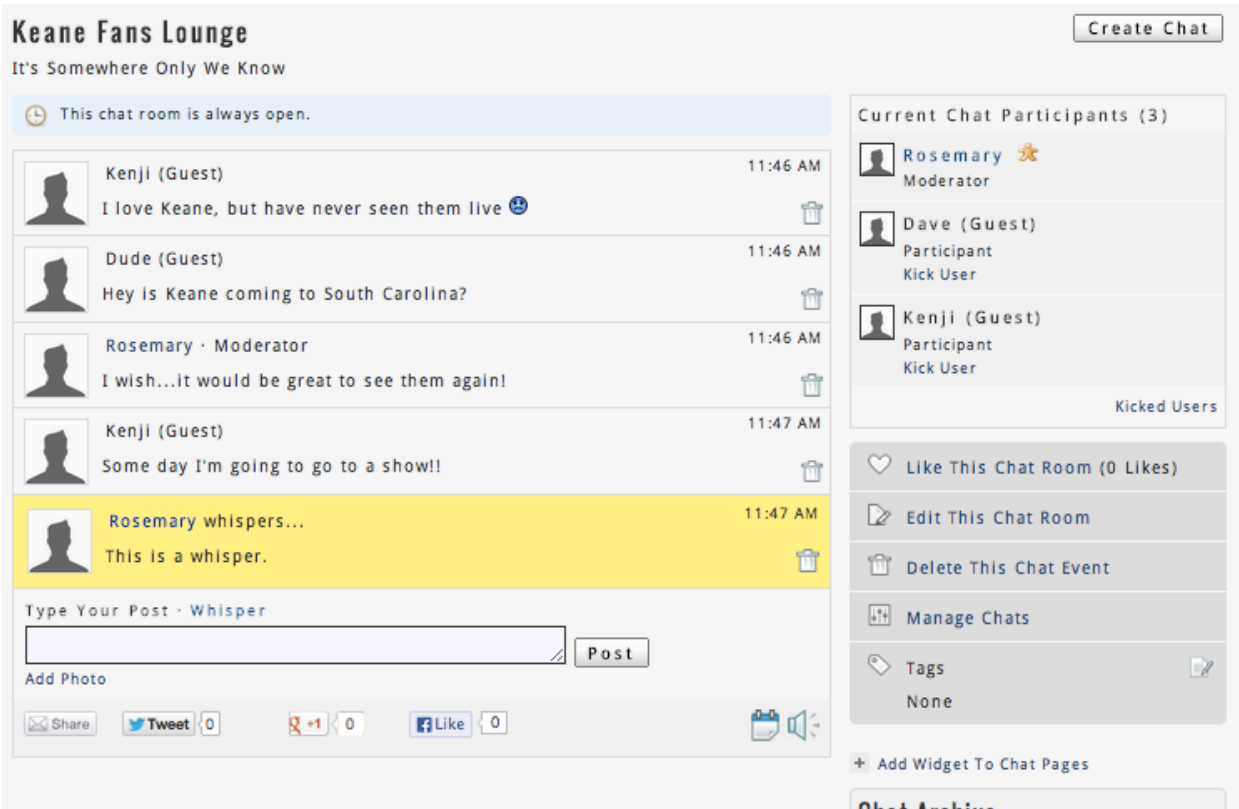 Keane Fans Lounge
Create Chat
It's Somewhere Only We Know
This chat room is always open.
Kenji (Guest)
11:46 AM
I love Keane, but have never seen them live
Dude (Guest)
11:46 AM
Hey is Keane coming to South Carolina?
Rosemary · Moderator
11:46 AM
I wish...it would be great to see them again!
Kenji (Guest)
11:47 AM
Some day I'm going to go to a show!!
Rosemary whispers...
11:47 AM
This is a whisper.
Type Your Post · Whisper
Post
Add Photo
Share
Tweet 0
g +1 0
f Like 0
Current Chat Participants (3)
Rosemary
Moderator
Dave (Guest)
Participant
Kick User
Kenji (Guest)
Participant
Kick User
Kicked Users
Like This Chat Room (0 Likes)
Edit This Chat Room
Delete This Chat Event
Manage Chats
Tags
None
+ Add Widget To Chat Pages
Chat Archive